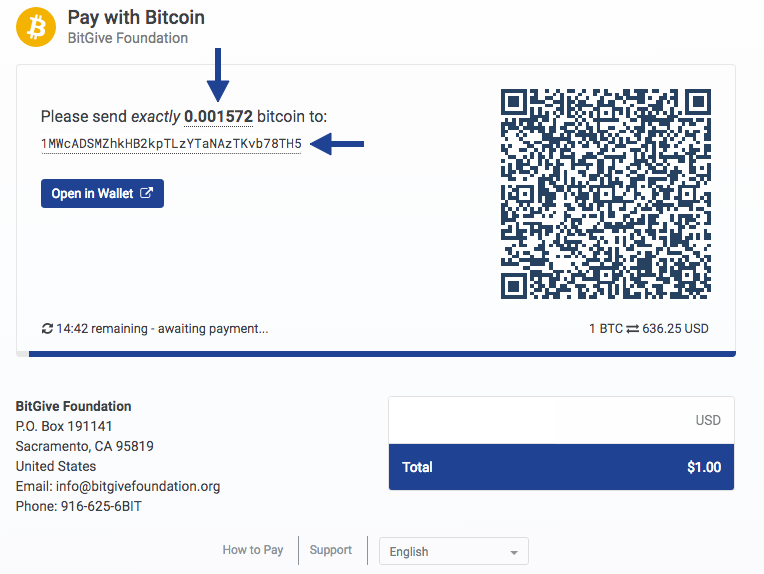 Pay with Bitcoin
BitGive Foundation
Please send exactly 0.001572 bitcoin to:
1MWcADSMZhkHB2kpTLzYTaNAzTKvb78TH5
Open in Wallet
14:42 remaining - awaiting payment...
1 BTC ⇄ 636.25 USD
BitGive Foundation
P.O. Box 191141
Sacramento, CA 95819
United States
Email: info@bitgivefoundation.org
Phone: 916-625-6BIT
USD
Total $1.00
How to Pay
Support
English